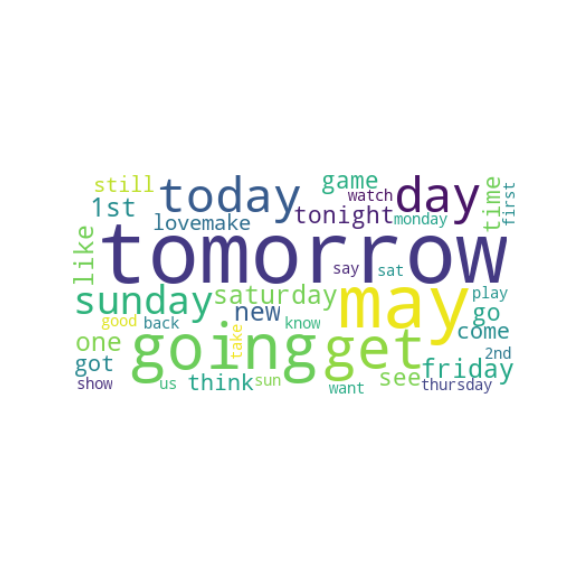 still today game watch day time first
1st lovemake tonight monday
like tomorrow say sat
sunday saturday new may play go
good back take know come
one going get 2nd
got see friday
show us think sun want thursday